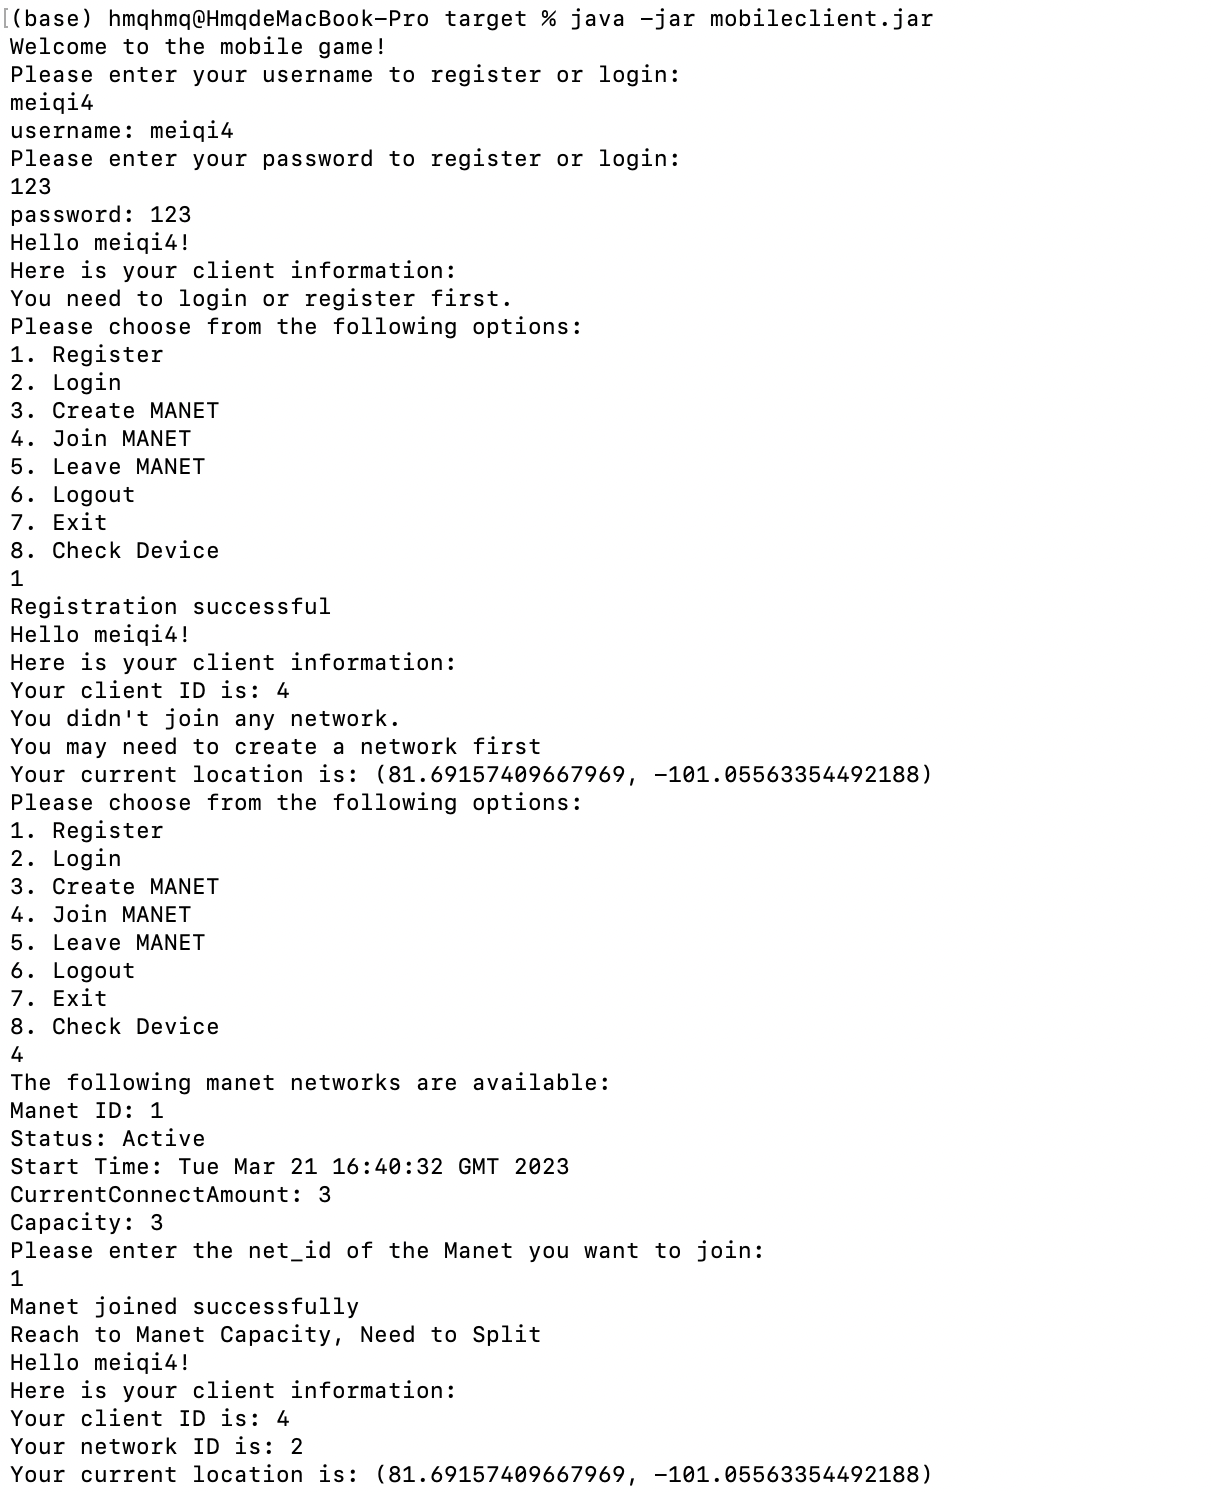 (base) hmqhmq@HmqdeMacBook-Pro target % java -jar mobileclient.jar
Welcome to the mobile game!
Please enter your username to register or login:
meiqi4
username: meiqi4
Please enter your password to register or login:
123
password: 123
Hello meiqi4!
Here is your client information:
You need to login or register first.
Please choose from the following options:
1. Register
2. Login
3. Create MANET
4. Join MANET
5. Leave MANET
6. Logout
7. Exit
8. Check Device
1
Registration successful
Hello meiqi4!
Here is your client information:
Your client ID is: 4
You didn't join any network.
You may need to create a network first
Your current location is: (81.69157409667969, -101.05563354492188)
Please choose from the following options:
1. Register
2. Login
3. Create MANET
4. Join MANET
5. Leave MANET
6. Logout
7. Exit
8. Check Device
4
The following manet networks are available:
Manet ID: 1
Status: Active
Start Time: Tue Mar 21 16:40:32 GMT 2023
CurrentConnectAmount: 3
Capacity: 3
Please enter the net_id of the Manet you want to join:
1
Manet joined successfully
Reach to Manet Capacity, Need to Split
Hello meiqi4!
Here is your client information:
Your client ID is: 4
Your network ID is: 2
Your current location is: (81.69157409667969, -101.05563354492188)